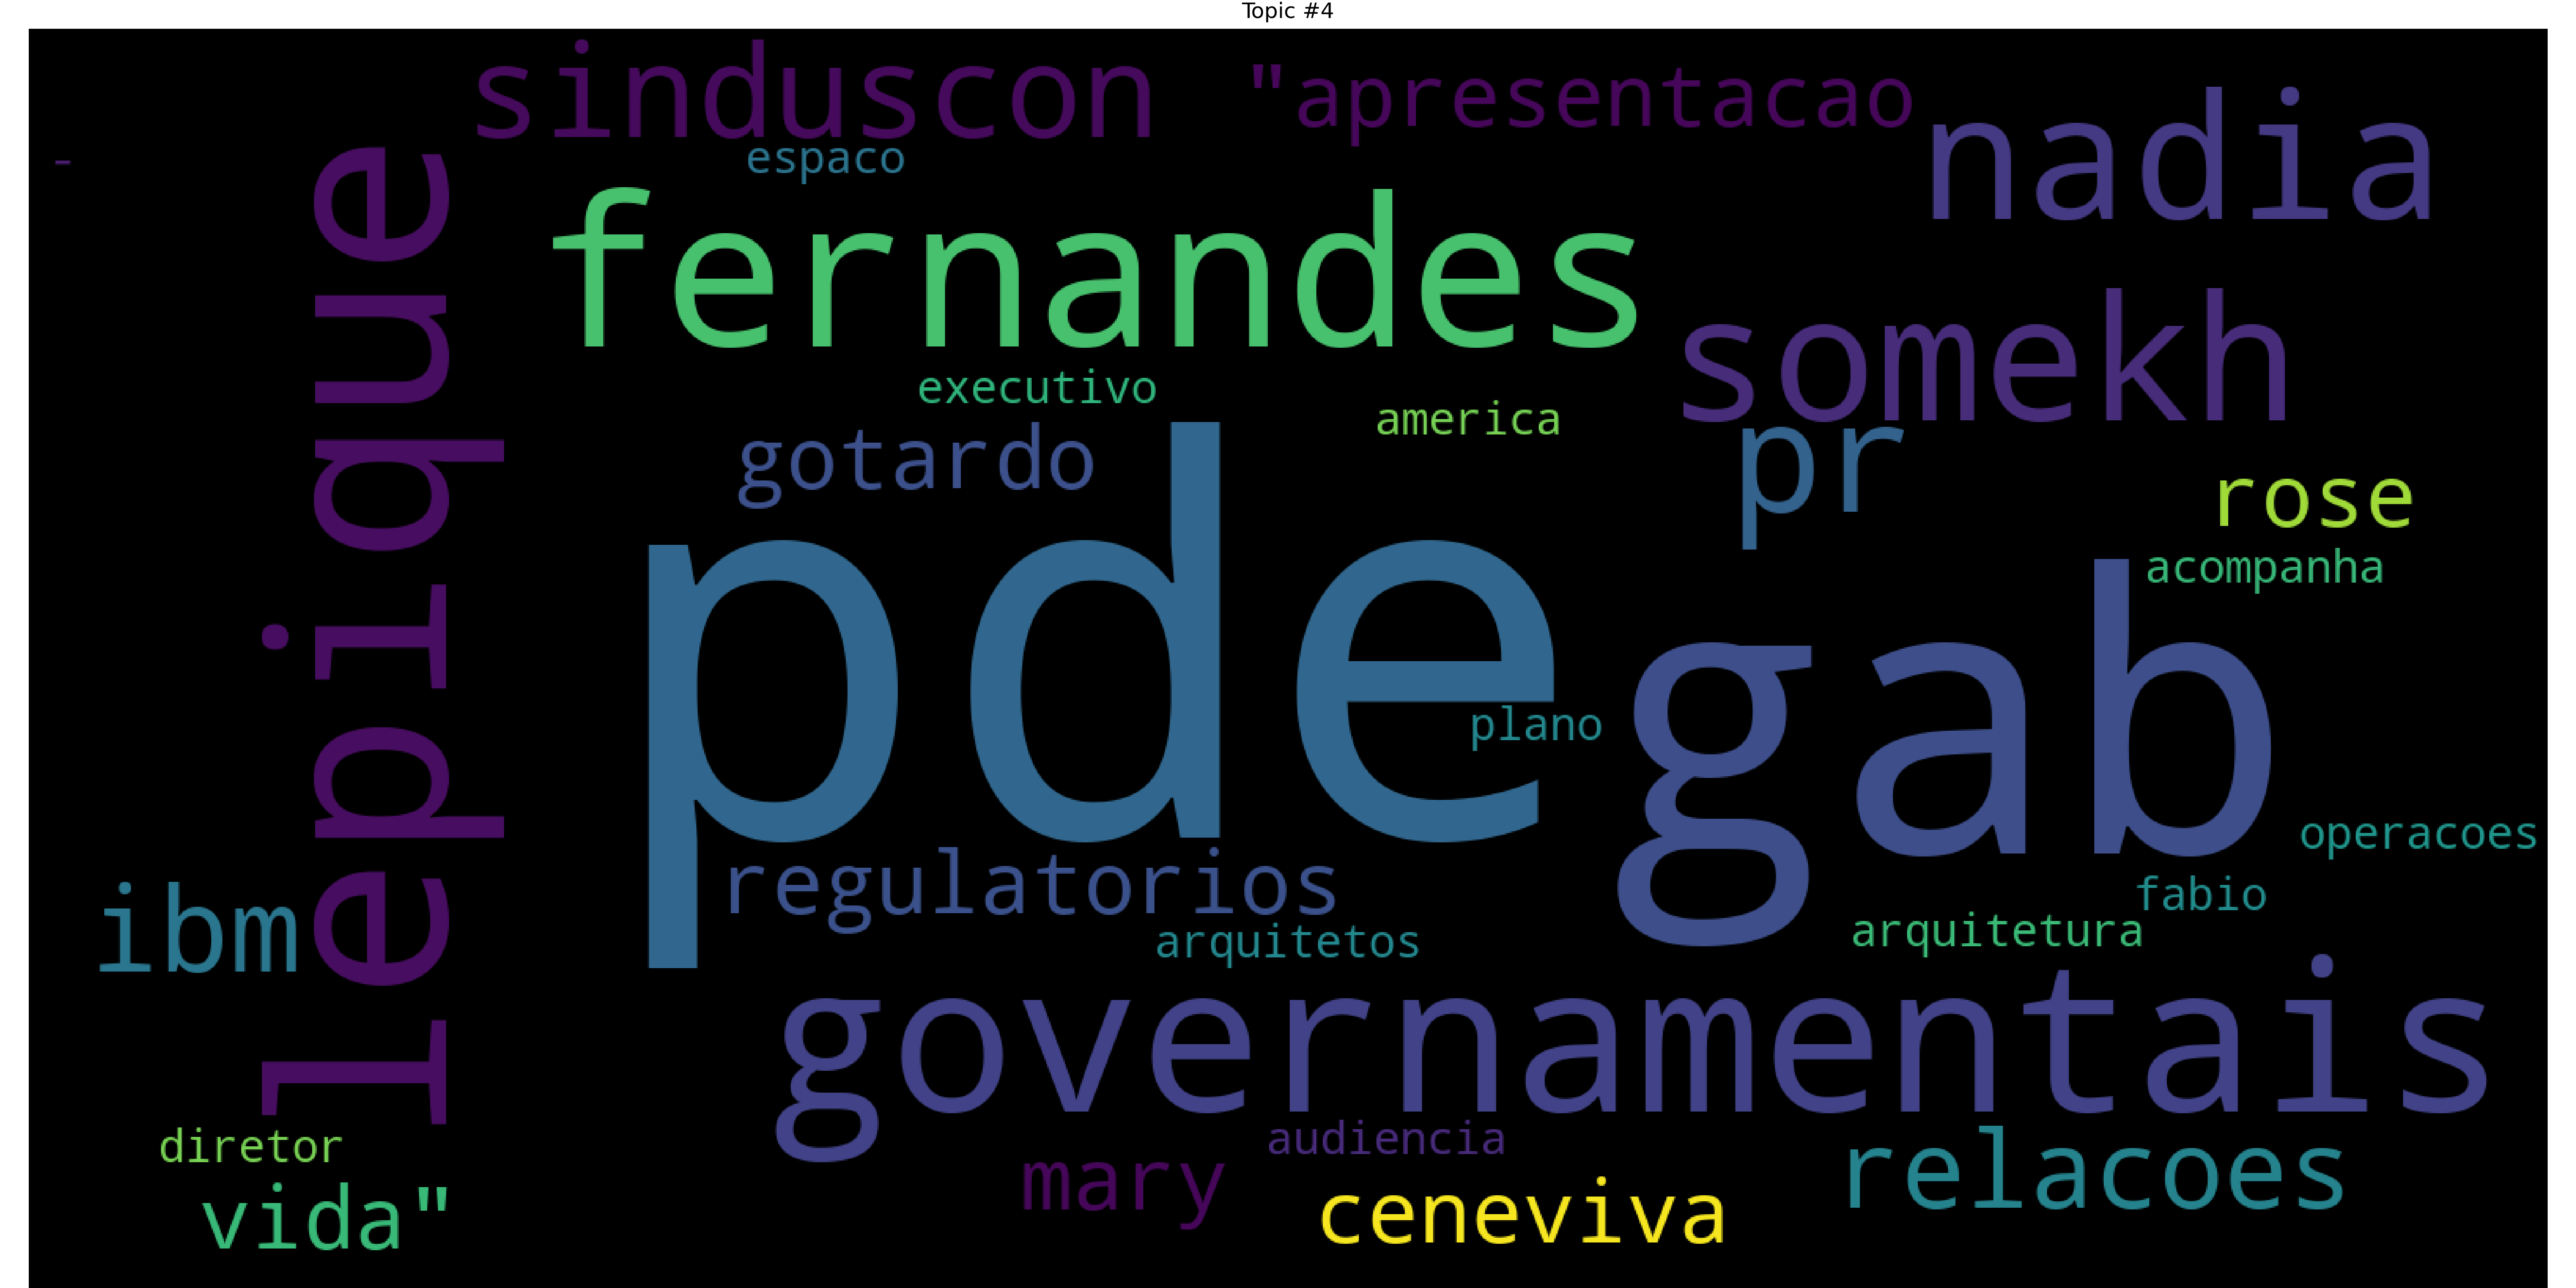 Topic #4
sinduscon
"apresentacao
nadia
-
espaco
lepique
fernandes
somekh
executivo
america
gotardo
pr
rose
acompanha
pde
gab
plano
operacoes
regulatorios
fabio
ibm
arquitetos
arquitetura
governamentais
diretor
audiencia
relacoes
mary
vida"
ceneviva